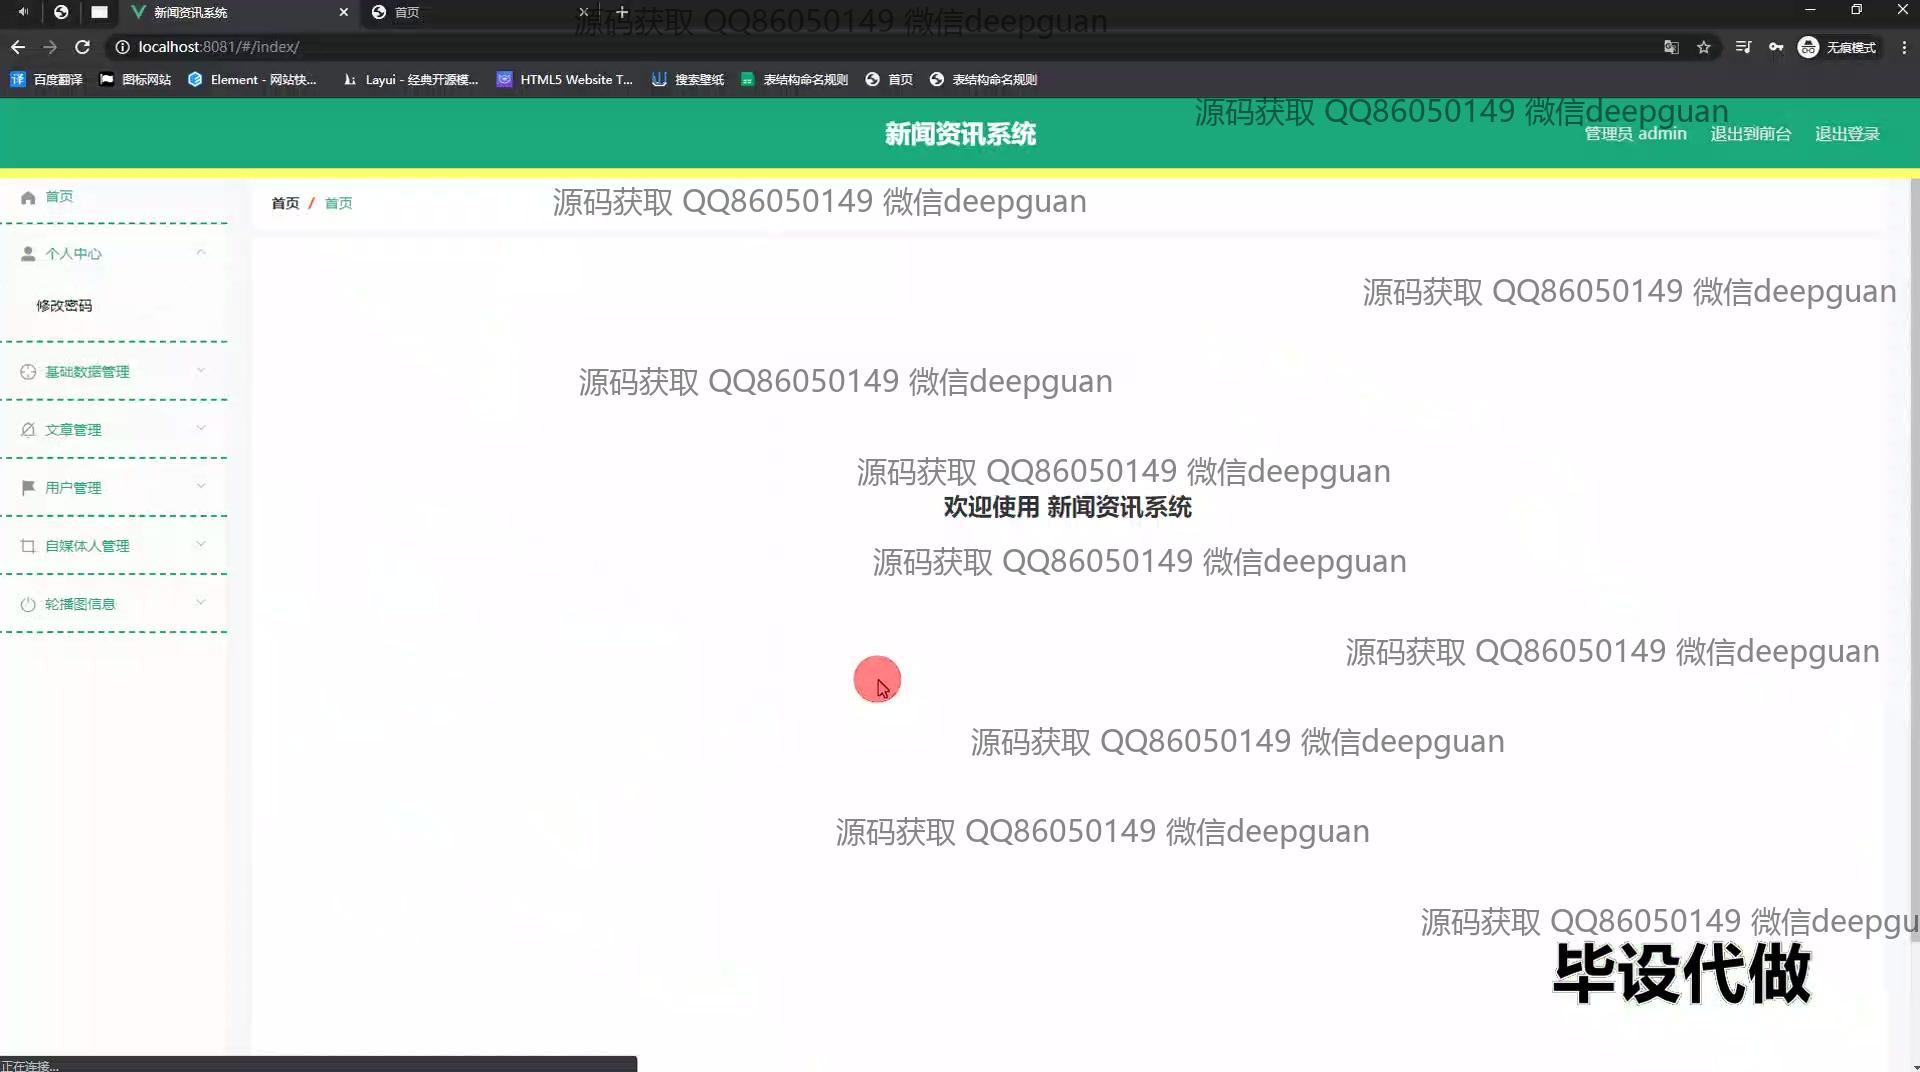 新闻资讯系统
首页
源码获取 QQ86050149 微信deepguan
localhost:8081/#/index/
无痕模式
百度翻译
图标网站
Element - 网站快...
Layui - 经典开源模...
HTML5 Website T...
搜索壁纸
表结构命名规则
首页
表结构命名规则
源码获取 QQ86050149 微信deepguan
新闻资讯系统
管理员 admin
退出到前台
退出登录
首页
首页 / 首页
源码获取 QQ86050149 微信deepguan
个人中心
源码获取 QQ86050149 微信deepguan
修改密码
基础数据管理
源码获取 QQ86050149 微信deepguan
文章管理
源码获取 QQ86050149 微信deepguan
用户管理
欢迎使用 新闻资讯系统
自媒体人管理
源码获取 QQ86050149 微信deepguan
轮播图信息
源码获取 QQ86050149 微信deepguan
源码获取 QQ86050149 微信deepguan
源码获取 QQ86050149 微信deepguan
源码获取 QQ86050149 微信deepgu
毕设代做
正在连接...